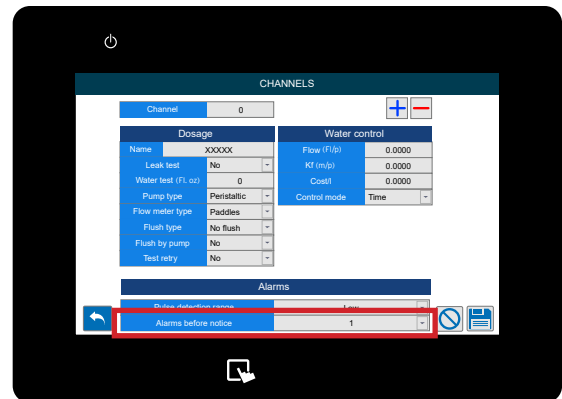 CHANNELS
Channel 0
Dosage
Name XXXXX
Leak test No
Water test (Fl. oz) 0
Pump type Peristaltic
Flow meter type Paddles
Flush type No flush
Flush by pump No
Test retry No
Water control
Flow (Fl/p) 0.0000
Kf (m/p) 0.0000
Cost/l 0.0000
Control mode Time
Alarms
Pulse detection range Low
Alarms before notice 1